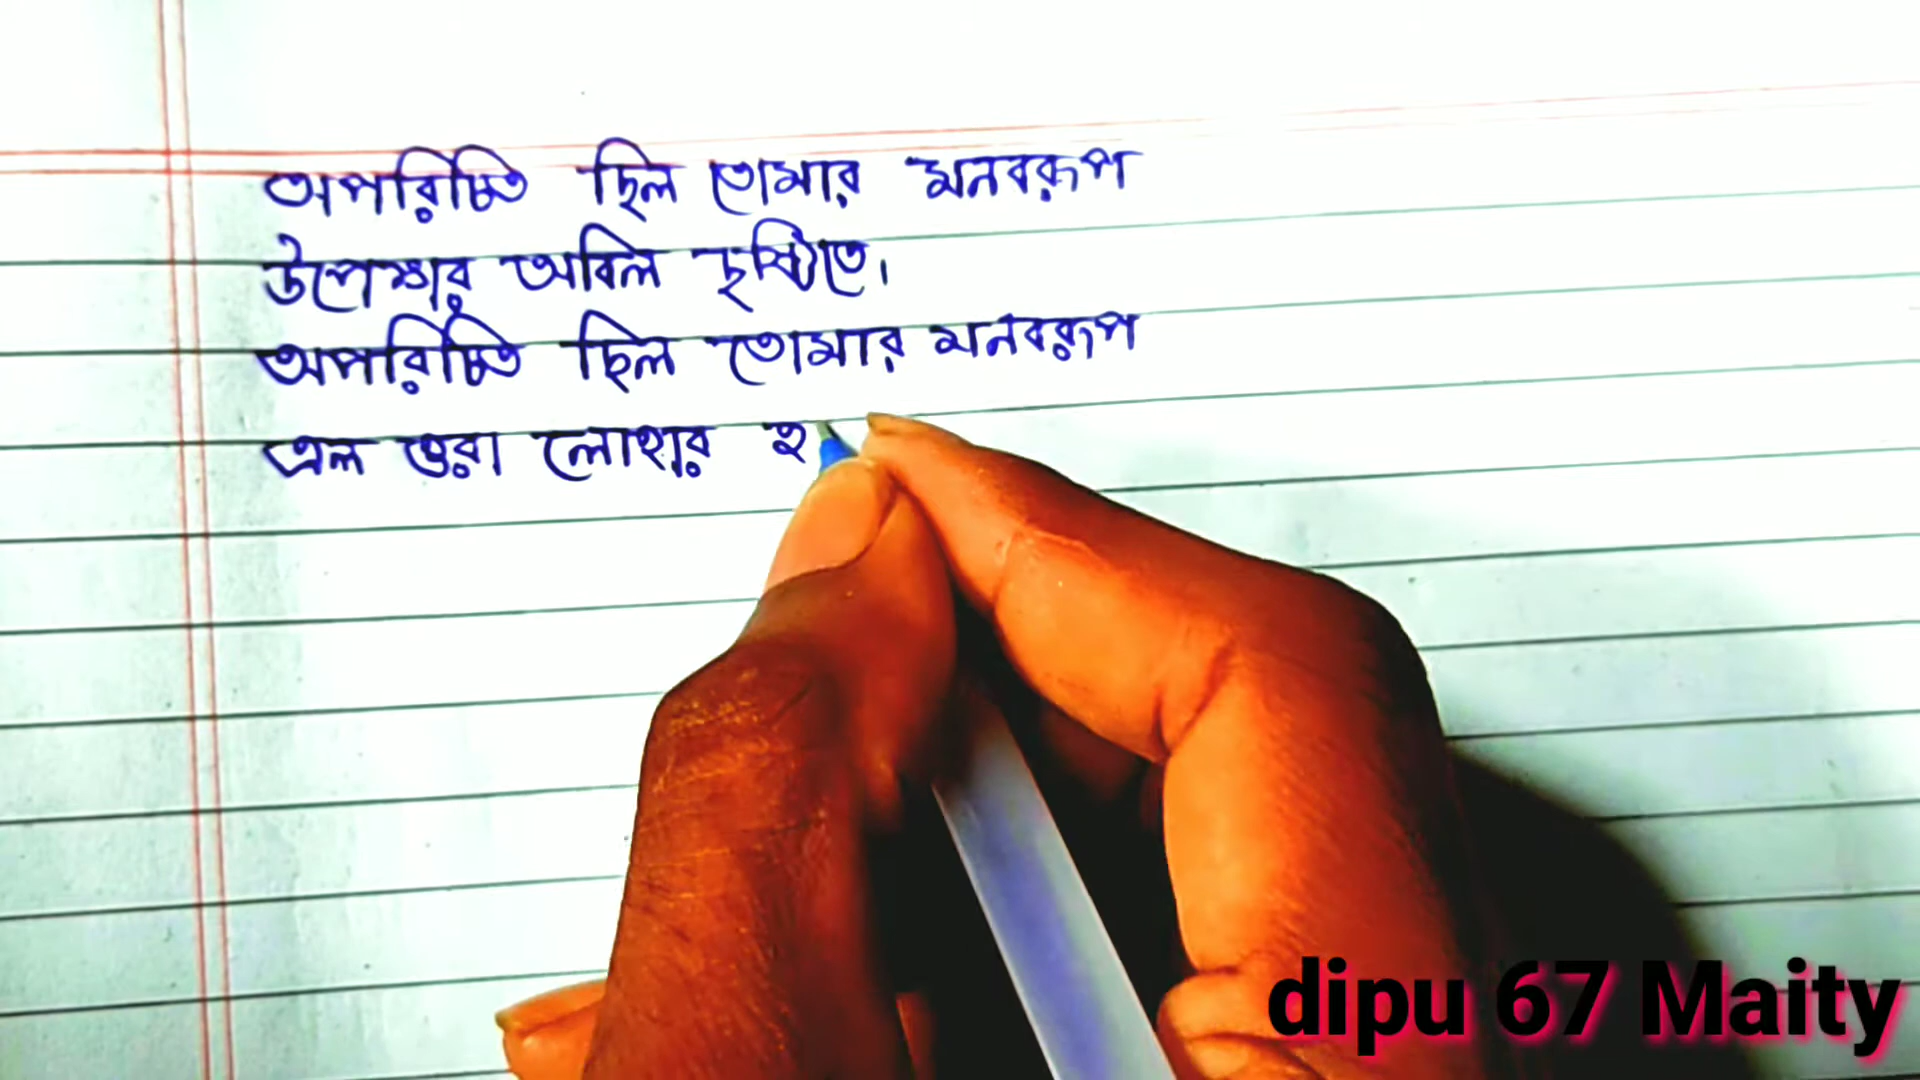 অপরিচিত ছিল তোমার মনবরূপ
উপেক্ষার অবিল দৃষ্টিতে।
অপরিচিত ছিল তোমার মনবরূপ
এল ওরা লোহার হ
dipu 67 Maity